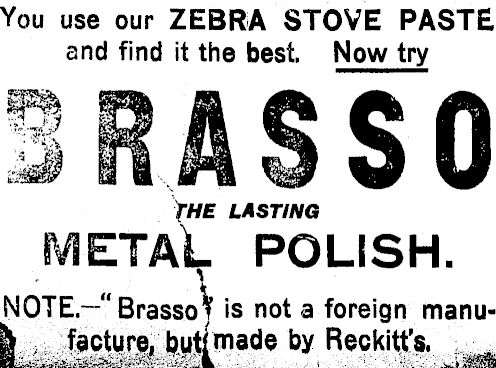 You use our ZEBRA STOVE PASTE
and find it the best. Now try
BRASSO
THE LASTING
METAL POLISH.
NOTE.—"Brasso" is not a foreign manu-
facture, but made by Reckitt's.